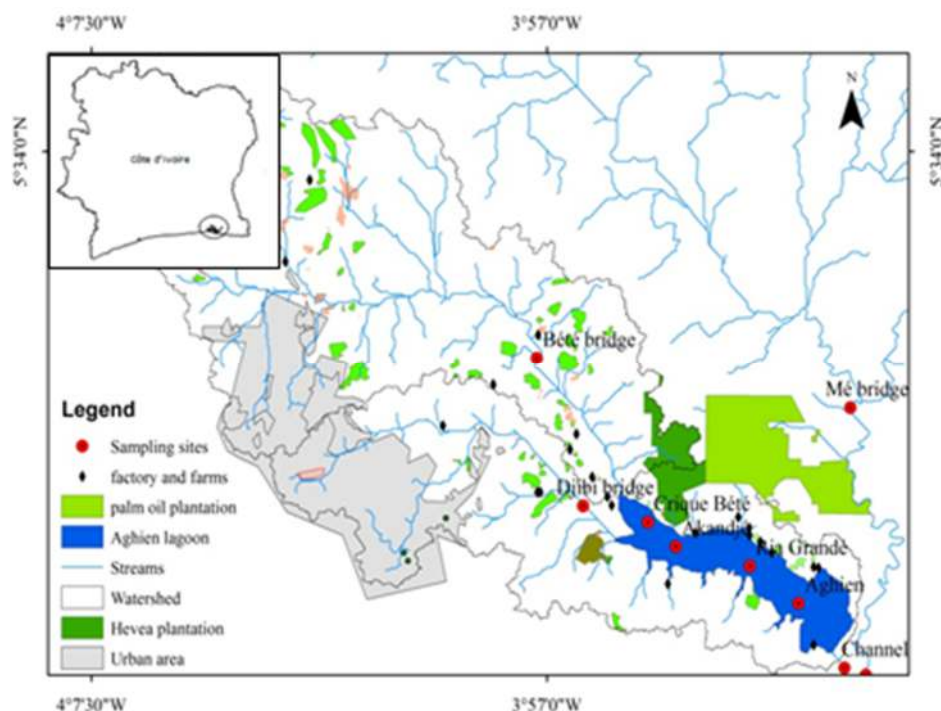 4°7'30"W 3°57'0"W
5°34'0"N
N
5°34'0"N
Côte d'Ivoire
Bété bridge
Mé bridge
Djibi bridge
Crique Bété
Akandjé
Ria Grande
Aghien
Channel
Legend
Sampling sites
factory and farms
palm oil plantation
Aghien lagoon
Streams
Watershed
Hevea plantation
Urban area
4°7'30"W 3°57'0"W